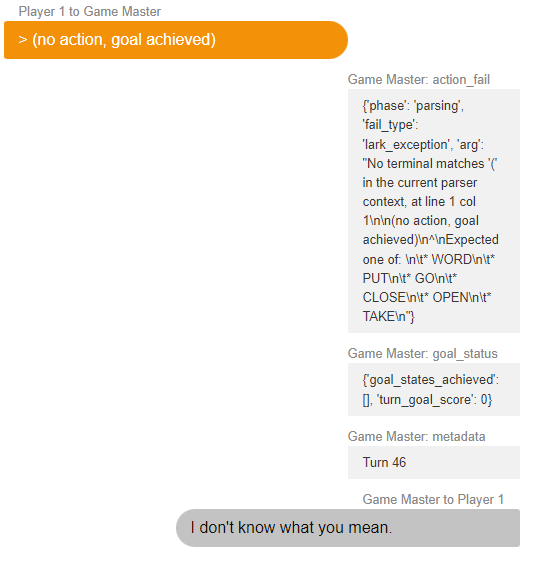 Player 1 to Game Master
> (no action, goal achieved)
Game Master: action_fail
{'phase': 'parsing',
'fail_type':
'lark_exception', 'arg':
"No terminal matches '('
in the current parser
context, at line 1 col
1\n\n(no action, goal
achieved)\n^\nExpected
one of: \n\t* WORD\n\t*
PUT\n\t* GO\n\t*
CLOSE\n\t* OPEN\n\t*
TAKE\n"}
Game Master: goal_status
{'goal_states_achieved':
[], 'turn_goal_score': 0}
Game Master: metadata
Turn 46
Game Master to Player 1
I don't know what you mean.